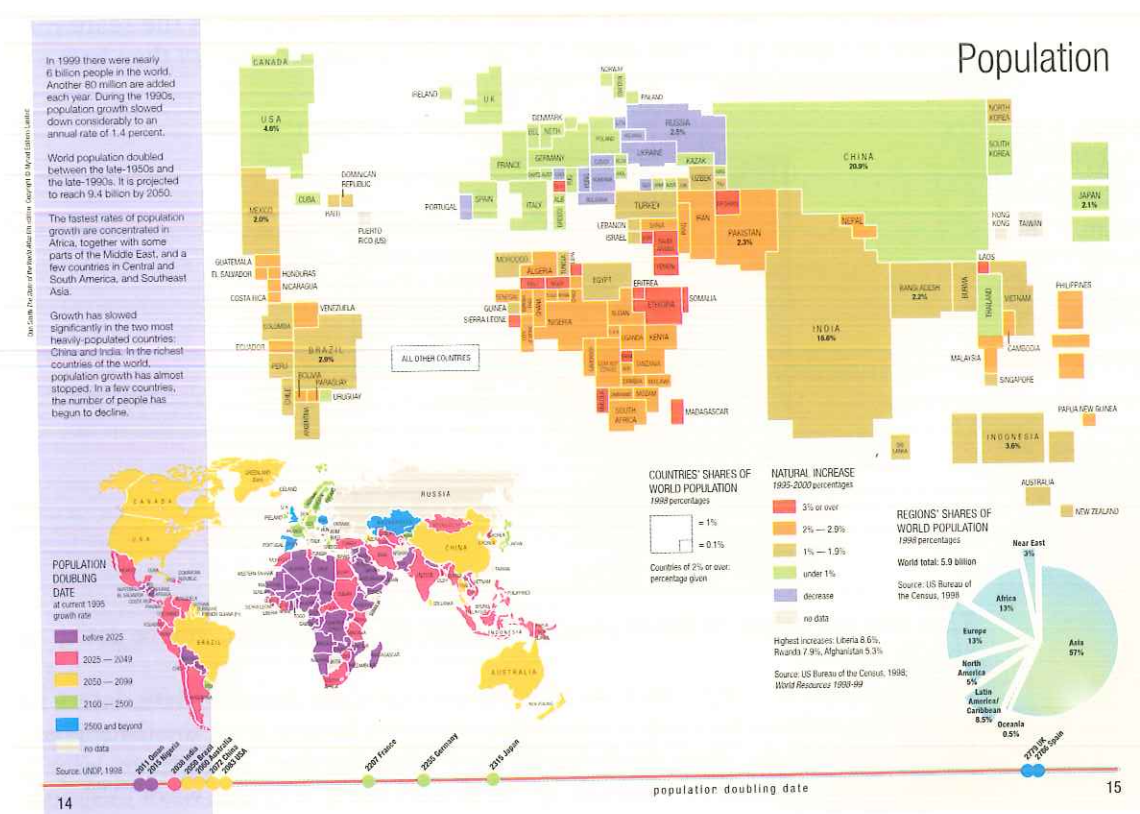 Population
In 1999 there were nearly
6 billion people in the world.
Another 80 million are added
each year. During the 1990s,
population growth slowed
down considerably to an
annual rate of 1.4 percent.
World population doubled
between the late-1950s and
the late-1990s. It is projected
to reach 9.4 billion by 2050.
The fastest rates of population
growth are concentrated in
Africa, together with some
parts of the Middle East, and a
few countries in Central and
South America, and Southeast
Asia.
Growth has slowed
significantly in the two most
heavily-populated countries:
China and India. In the richest
countries of the world,
population growth has almost
stopped. In a few countries,
the number of people has
begun to decline.
CANADA
USA
4.6%
MEXICO
2.0%
CUBA
HAITI
DOMINICAN
REPUBLIC
PUERTO
RICO (US)
GUATEMALA
EL SALVADOR
HONDURAS
NICARAGUA
COSTA RICA
VENEZUELA
COLOMBIA
ECUADOR
BRAZIL
2.8%
PERU
BOLIVIA
PARAGUAY
URUGUAY
CHILE
ARGENTINA
ALL OTHER COUNTRIES
IRELAND
UK
NORWAY
SWEDEN
FINLAND
DENMARK
BEL
NETH
GERMANY
FRANCE
POLAND
RUSSIA
2.5%
UKRAINE
KAZAK
UZBEK
PORTUGAL
SPAIN
ITALY
TURKEY
LEBANON
ISRAEL
IRAN
PAKISTAN
2.3%
NEPAL
CHINA
20.9%
NORTH
KOREA
SOUTH
KOREA
JAPAN
2.1%
HONG
KONG
TAIWAN
MOROCCO
ALGERIA
EGYPT
GUINEA
SIERRA LEONE
GHANA
NIGERIA
SUDAN
ERITREA
ETHIOPIA
SOMALIA
UGANDA
KENYA
TANZANIA
SOUTH
AFRICA
MADAGASCAR
INDIA
16.6%
BANGLADESH
2.2%
BURMA
LAOS
THAILAND
VIETNAM
CAMBODIA
MALAYSIA
SINGAPORE
PHILIPPINES
SRI
LANKA
INDONESIA
3.6%
PAPUA NEW GUINEA
AUSTRALIA
NEW ZEALAND
POPULATION
DOUBLING
DATE
at current 1995
growth rate
before 2025
2025 — 2049
2050 — 2099
2100 — 2500
2500 and beyond
no data
Source: UNDP, 1998
CANADA
USA
BRAZIL
RUSSIA
CHINA
INDIA
INDONESIA
AUSTRALIA
COUNTRIES' SHARES OF
WORLD POPULATION
1998 percentages
= 1%
= 0.1%
Countries of 2% or over:
percentage given
NATURAL INCREASE
1995-2000 percentages
3% or over
2% — 2.9%
1% — 1.9%
under 1%
decrease
no data
Highest increases: Liberia 8.6%,
Rwanda 7.9%, Afghanistan 5.3%
Source: US Bureau of the Census, 1998;
World Resources 1998-99
REGIONS' SHARES OF
WORLD POPULATION
1998 percentages
World total: 5.9 billion
Source: US Bureau of
the Census, 1998
Near East
3%
Africa
13%
Europe
13%
North
America
5%
Latin
America/
Caribbean
8.5%
Oceania
0.5%
Asia
57%
2011 Oman
2015 Nigeria
2038 India
2050 Brazil
2060 Australia
2072 China
2083 USA
2207 France
2255 Germany
2315 Japan
2779 UK
2786 Spain
population doubling date
14
15